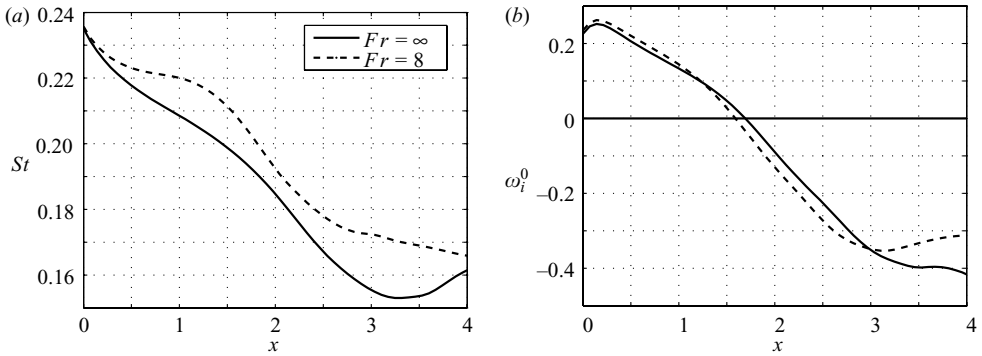 (a)
0.24
0.22
0.20
0.18
0.16
St
Fr = ∞
Fr = 8
0 1 2 3 4
x
(b)
0.2
0
−0.2
−0.4
ω_i^0
0 1 2 3 4
x